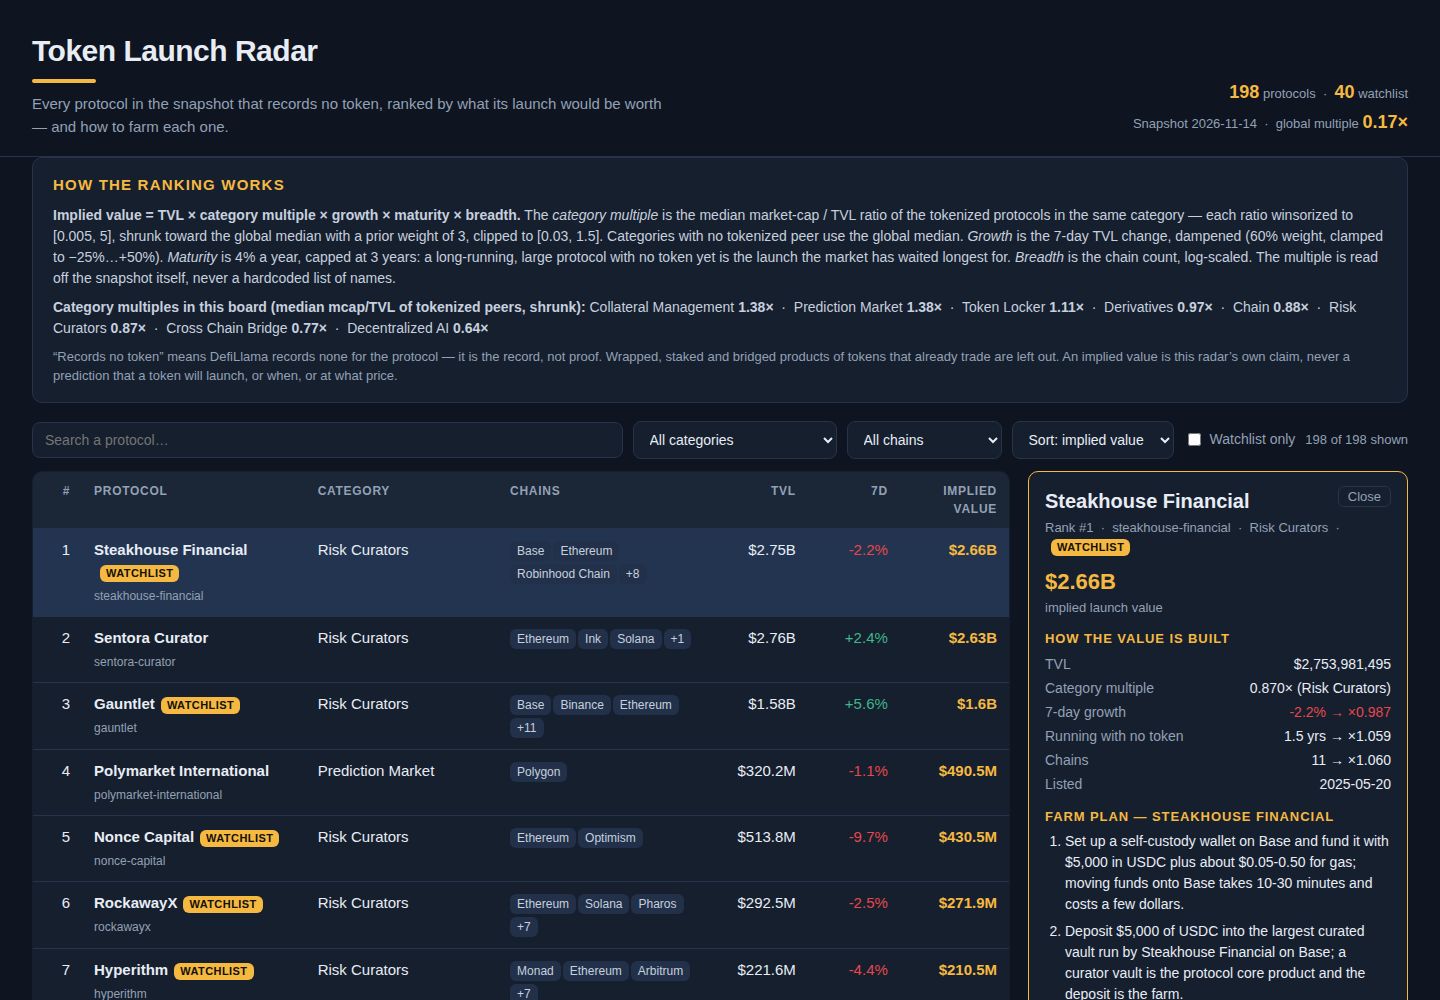 Token Launch Radar
Every protocol in the snapshot that records no token, ranked by what its launch would be worth
— and how to farm each one.
198 protocols · 40 watchlist
Snapshot 2026-11-14 · global multiple 0.17×
HOW THE RANKING WORKS
Implied value = TVL × category multiple × growth × maturity × breadth. The category multiple is the median market-cap / TVL ratio of the tokenized protocols in the same category — each ratio winsorized to
[0.005, 5], shrunk toward the global median with a prior weight of 3, clipped to [0.03, 1.5]. Categories with no tokenized peer use the global median. Growth is the 7-day TVL change, dampened (60% weight, clamped
to −25%…+50%). Maturity is 4% a year, capped at 3 years: a long-running, large protocol with no token yet is the launch the market has waited longest for. Breadth is the chain count, log-scaled. The multiple is read
off the snapshot itself, never a hardcoded list of names.
Category multiples in this board (median mcap/TVL of tokenized peers, shrunk): Collateral Management 1.38× · Prediction Market 1.38× · Token Locker 1.11× · Derivatives 0.97× · Chain 0.88× · Risk
Curators 0.87× · Cross Chain Bridge 0.77× · Decentralized AI 0.64×
“Records no token” means DefiLlama records none for the protocol — it is the record, not proof. Wrapped, staked and bridged products of tokens that already trade are left out. An implied value is this radar’s own claim, never a
prediction that a token will launch, or when, or at what price.
Search a protocol… All categories All chains Sort: implied value Watchlist only 198 of 198 shown
# PROTOCOL CATEGORY CHAINS TVL 7D IMPLIED
VALUE
1 Steakhouse Financial Risk Curators Base Ethereum $2.75B -2.2% $2.66B
WATCHLIST Robinhood Chain +8
steakhouse-financial
2 Sentora Curator Risk Curators Ethereum Ink Solana +1 $2.76B +2.4% $2.63B
sentora-curator
3 Gauntlet WATCHLIST Risk Curators Base Binance Ethereum $1.58B +5.6% $1.6B
gauntlet +11
4 Polymarket International Prediction Market Polygon $320.2M -1.1% $490.5M
polymarket-international
5 Nonce Capital WATCHLIST Risk Curators Ethereum Optimism $513.8M -9.7% $430.5M
nonce-capital
6 RockawayX WATCHLIST Risk Curators Ethereum Solana Pharos $292.5M -2.5% $271.9M
rockawayx +7
7 Hyperithm WATCHLIST Risk Curators Monad Ethereum Arbitrum $221.6M -4.4% $210.5M
hyperithm +7
Steakhouse Financial Close
Rank #1 · steakhouse-financial · Risk Curators ·
WATCHLIST
$2.66B
implied launch value
HOW THE VALUE IS BUILT
TVL $2,753,981,495
Category multiple 0.870× (Risk Curators)
7-day growth -2.2% → ×0.987
Running with no token 1.5 yrs → ×1.059
Chains 11 → ×1.060
Listed 2025-05-20
FARM PLAN — STEAKHOUSE FINANCIAL
1. Set up a self-custody wallet on Base and fund it with
$5,000 in USDC plus about $0.05-0.50 for gas;
moving funds onto Base takes 10-30 minutes and
costs a few dollars.
2. Deposit $5,000 of USDC into the largest curated
vault run by Steakhouse Financial on Base; a
curator vault is the protocol core product and the
deposit is the farm.